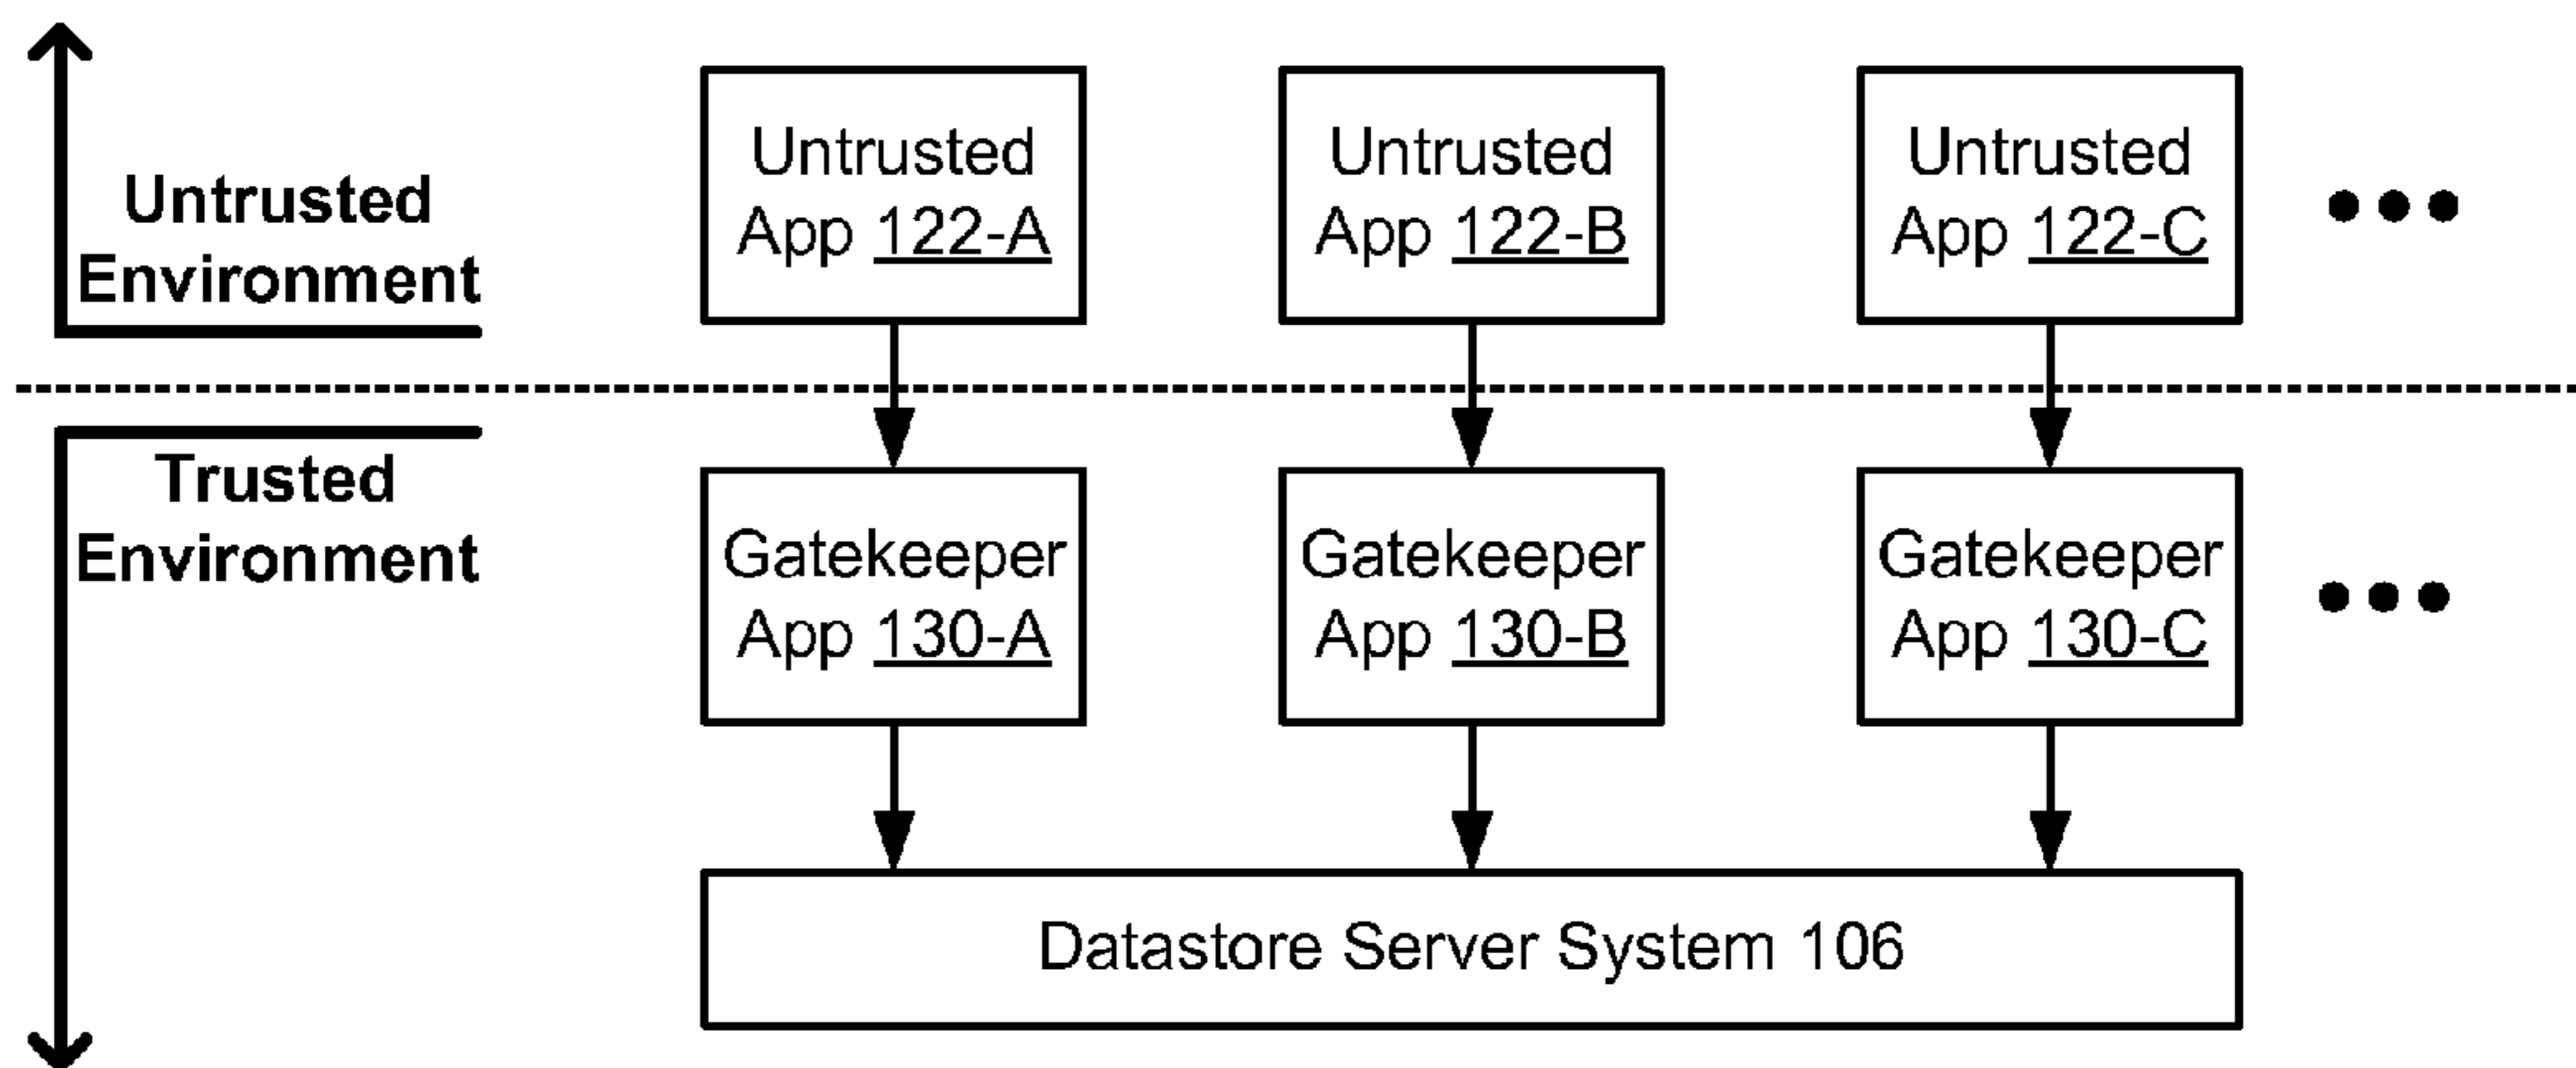 Untrusted
Environment
Untrusted
App 122-A
Untrusted
App 122-B
Untrusted
App 122-C
Trusted
Environment
Gatekeeper
App 130-A
Gatekeeper
App 130-B
Gatekeeper
App 130-C
Datastore Server System 106